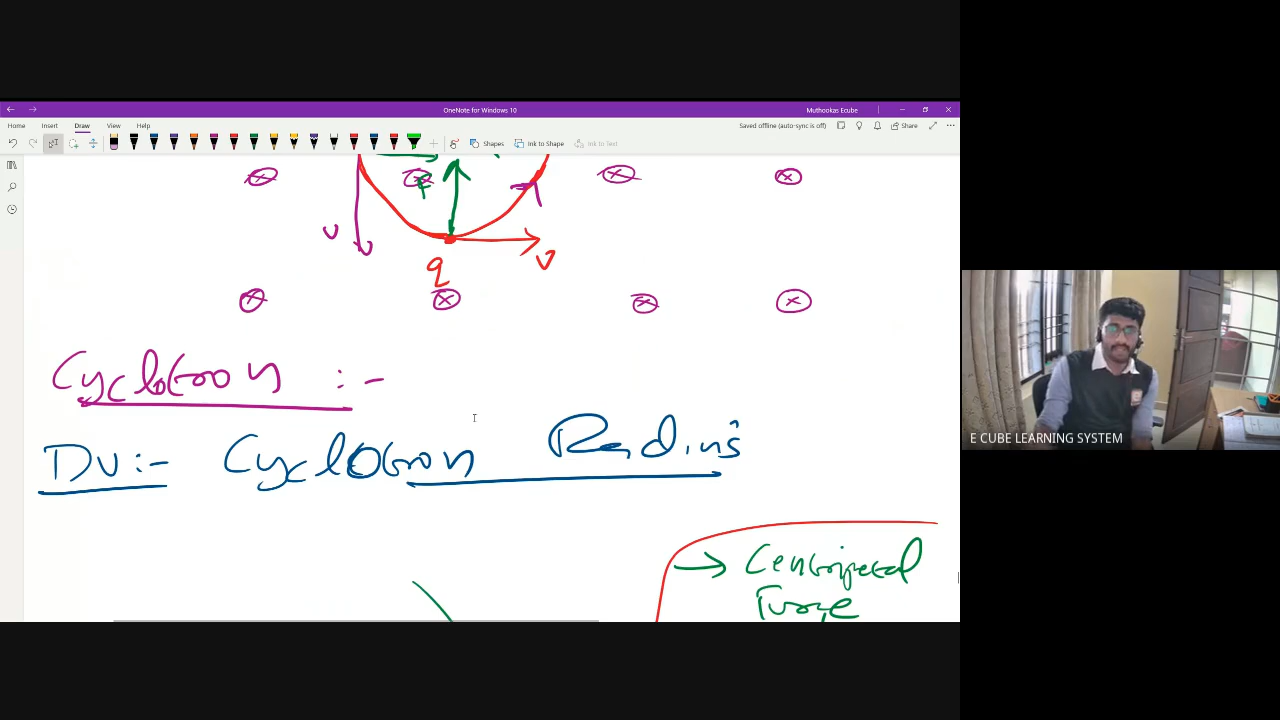 OneNote for Windows 10
Muthookas Ecube
Home Insert Draw View Help
Saved offline (auto-sync is off)
Share
Shapes
Ink to Shape
Ink to Text
F
v
v
q
v
Cyclotron :-
Dv:- Cyclotron Radius
→ Centripetal
Force
E CUBE LEARNING SYSTEM